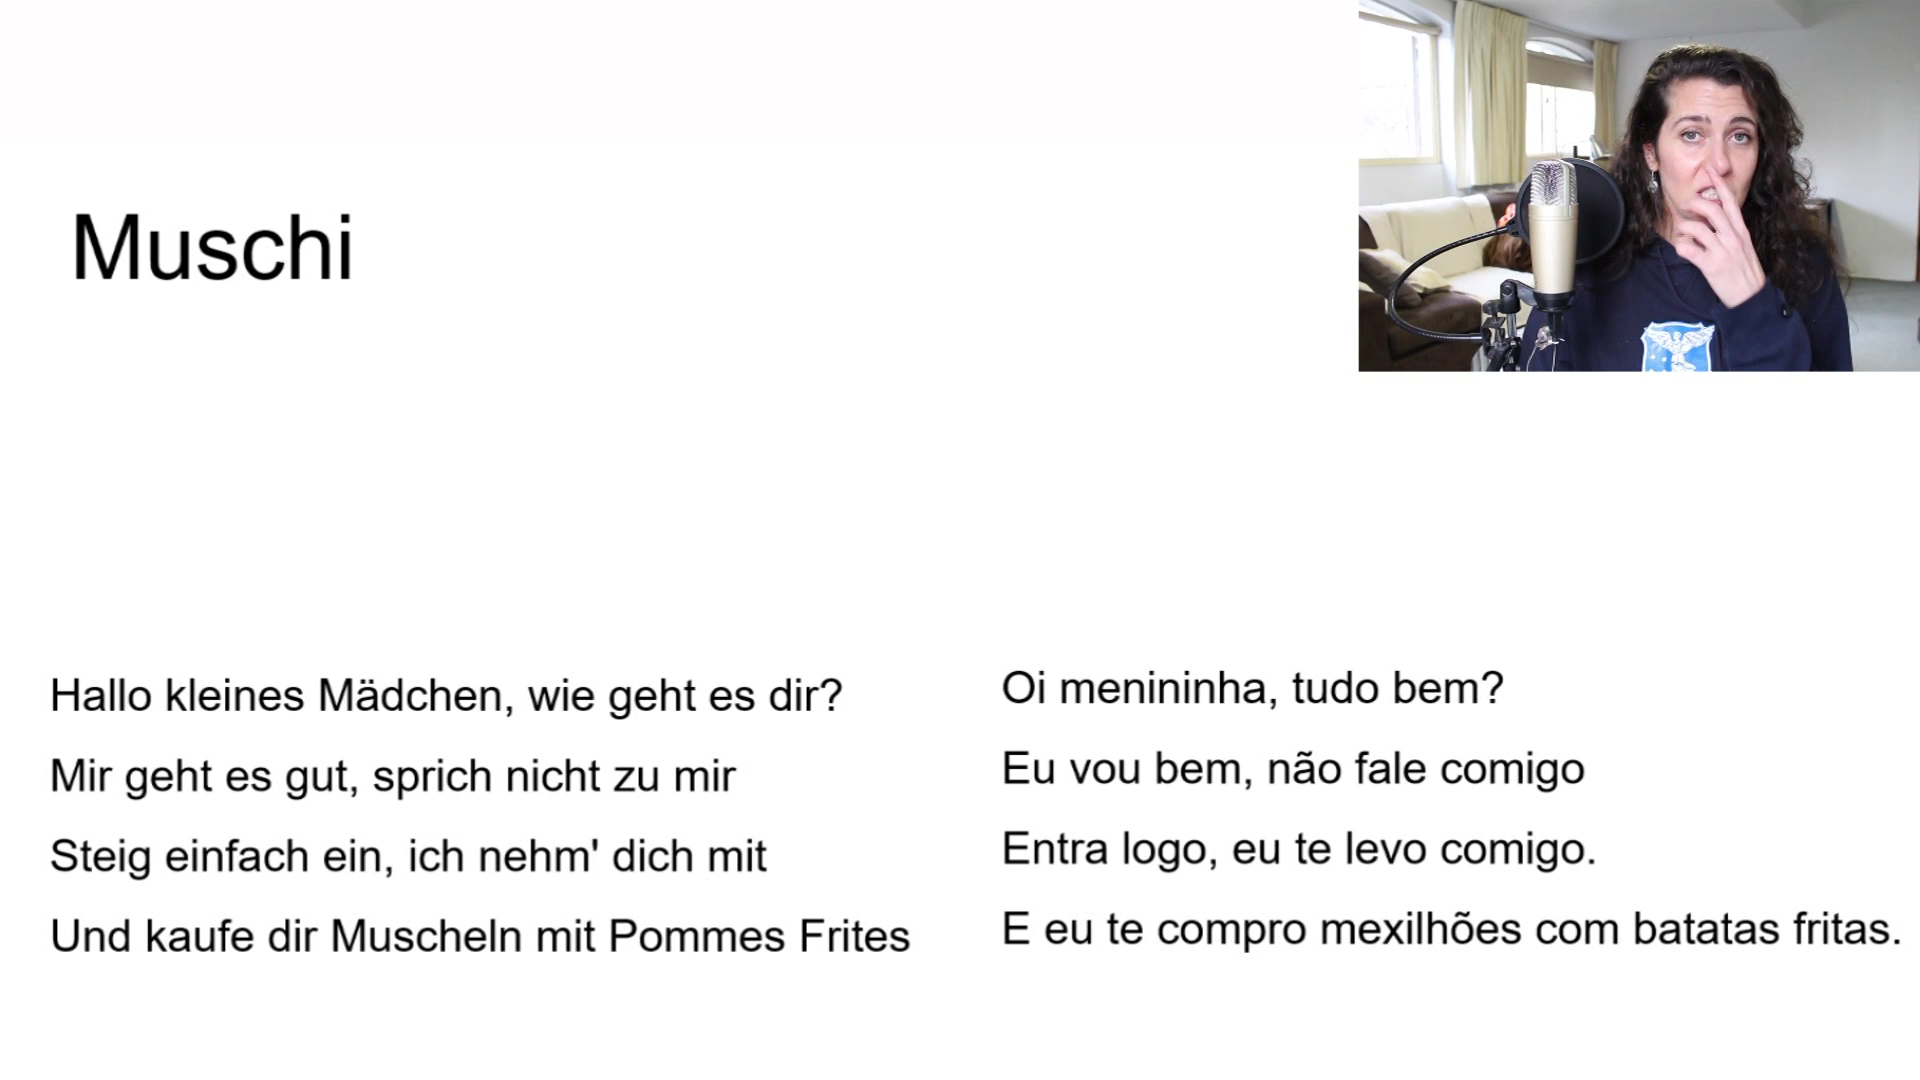 Muschi
Hallo kleines Mädchen, wie geht es dir?
Mir geht es gut, sprich nicht zu mir
Steig einfach ein, ich nehm' dich mit
Und kaufe dir Muscheln mit Pommes Frites
Oi menininha, tudo bem?
Eu vou bem, não fale comigo
Entra logo, eu te levo comigo.
E eu te compro mexilhões com batatas fritas.